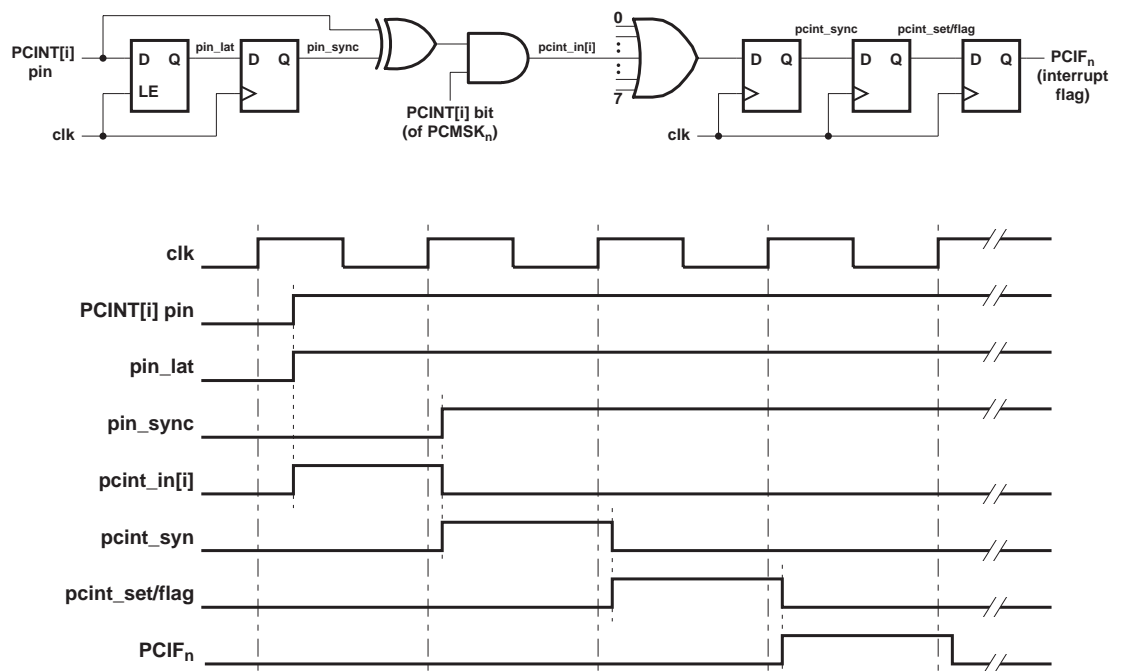 PCINT[i]
pin
clk
D Q
LE
pin_lat
D Q
pin_sync
PCINT[i] bit
(of PCMSKn)
pcint_in[i]
0
7
clk
D Q
pcint_sync
D Q
pcint_set/flag
D Q
PCIFn
(interrupt
flag)
clk
PCINT[i] pin
pin_lat
pin_sync
pcint_in[i]
pcint_syn
pcint_set/flag
PCIFn